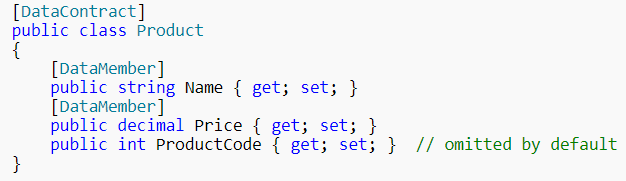 [DataContract]
public class Product
{
    [DataMember]
    public string Name { get; set; }
    [DataMember]
    public decimal Price { get; set; }
    public int ProductCode { get; set; }  // omitted by default
}